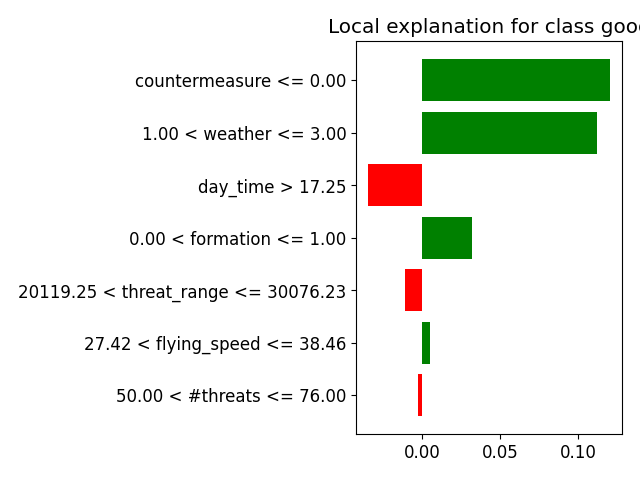 Local explanation for class good
countermeasure <= 0.00
1.00 < weather <= 3.00
day_time > 17.25
0.00 < formation <= 1.00
20119.25 < threat_range <= 30076.23
27.42 < flying_speed <= 38.46
50.00 < #threats <= 76.00
0.00 0.05 0.10